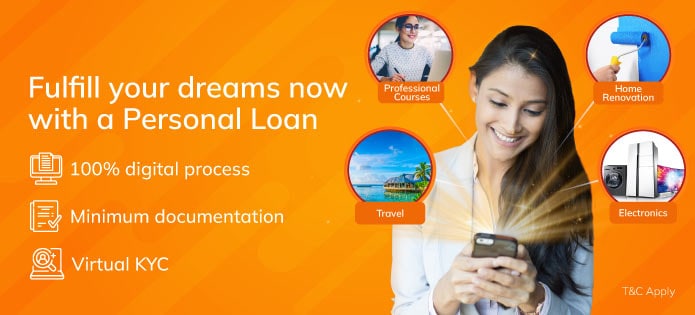 Fulfill your dreams now
with a Personal Loan
100% digital process
Minimum documentation
Virtual KYC
Professional
Courses
Home
Renovation
Travel
Electronics
T&C Apply